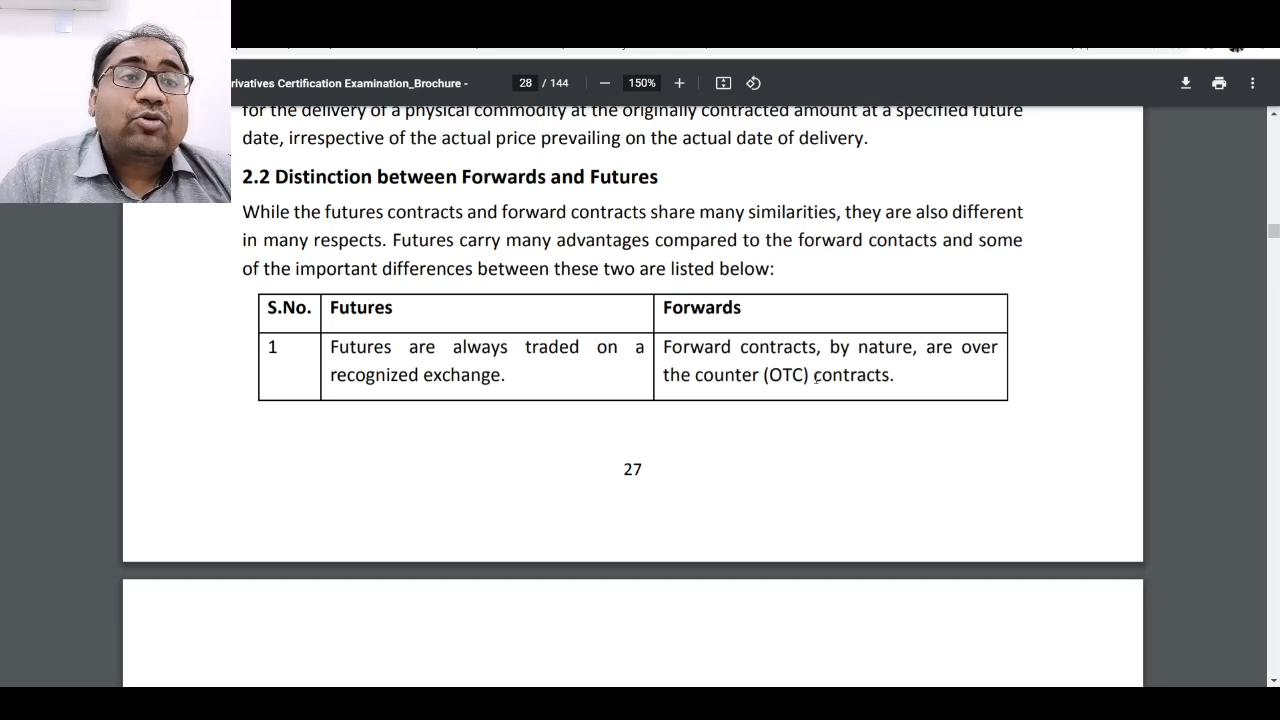 rivatives Certification Examination_Brochure -
28 / 144
150%
for the delivery of a physical commodity at the originally contracted amount at a specified future
date, irrespective of the actual price prevailing on the actual date of delivery.
2.2 Distinction between Forwards and Futures
While the futures contracts and forward contracts share many similarities, they are also different
in many respects. Futures carry many advantages compared to the forward contacts and some
of the important differences between these two are listed below:
S.No. Futures Forwards
1 Futures are always traded on a Forward contracts, by nature, are over
recognized exchange. the counter (OTC) contracts.
27